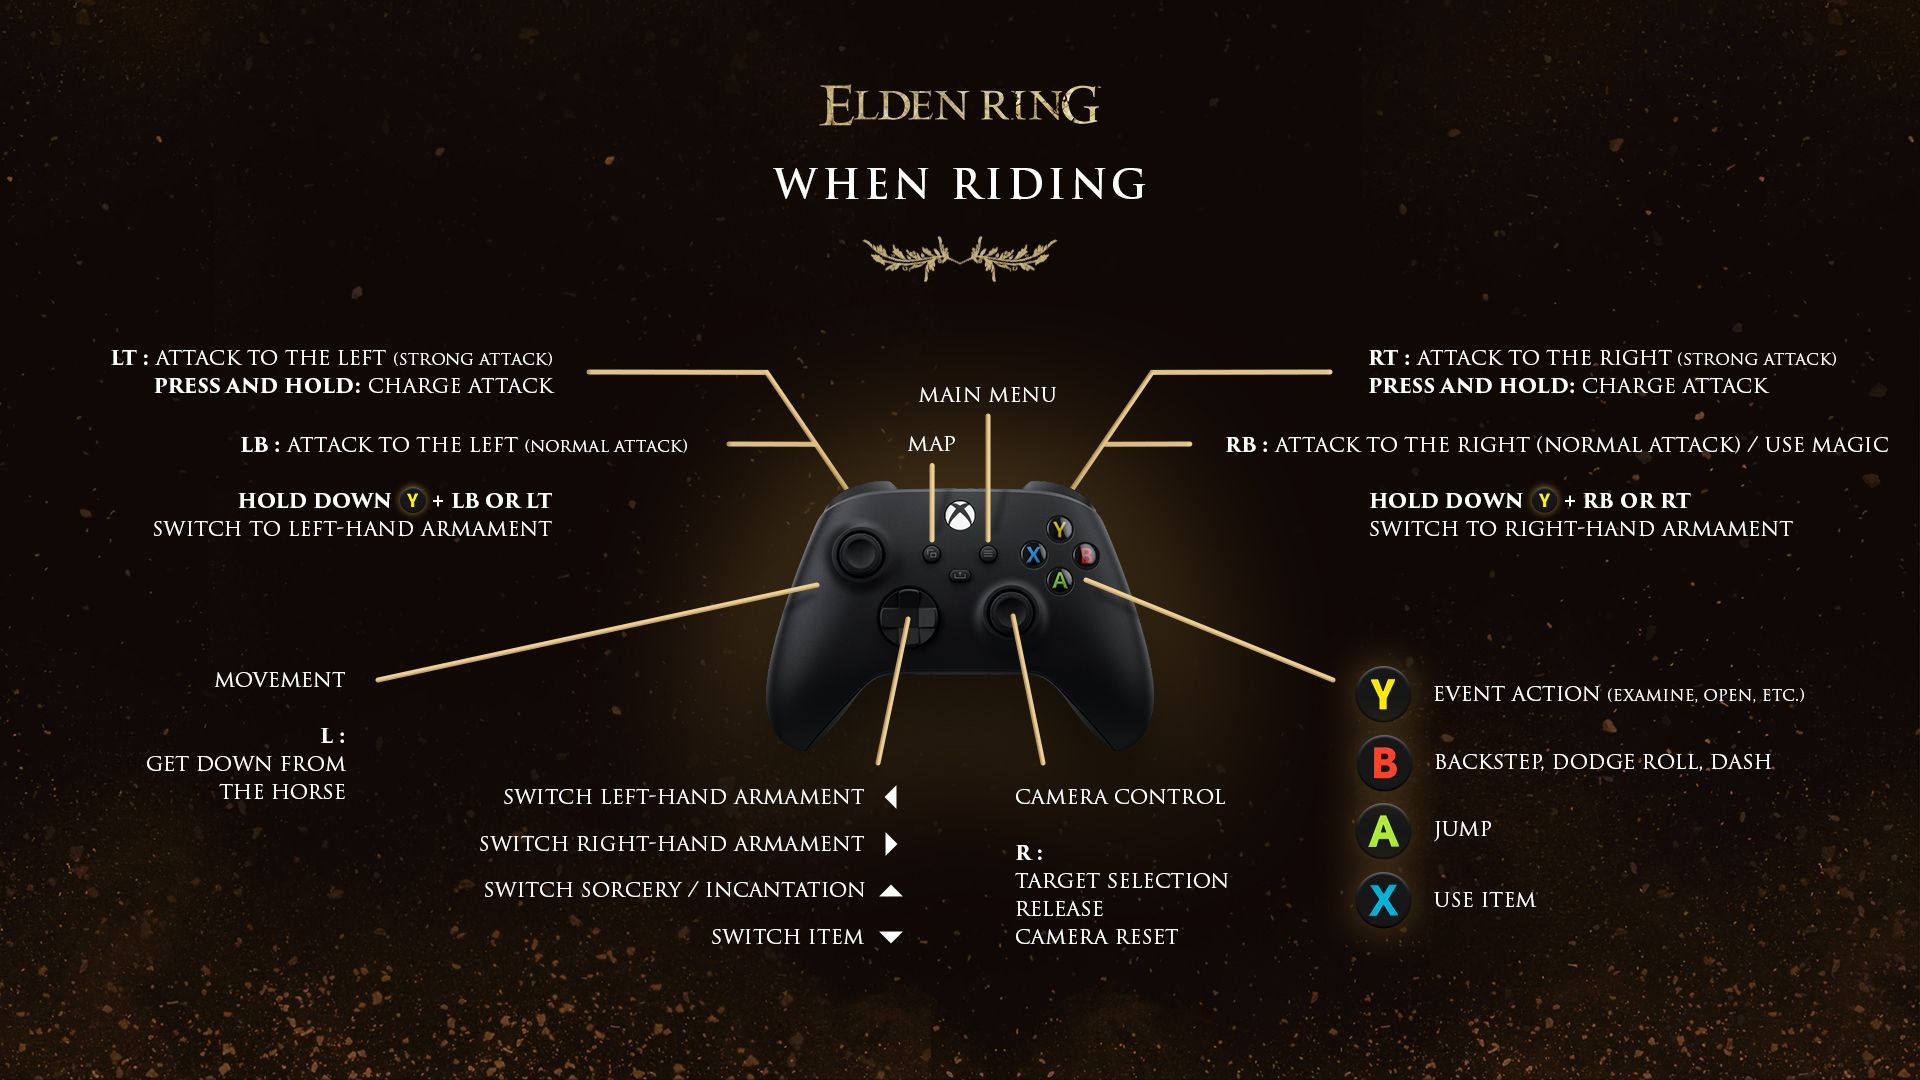 ELDEN RING
WHEN RIDING
LT : ATTACK TO THE LEFT (STRONG ATTACK)
PRESS AND HOLD: CHARGE ATTACK
LB : ATTACK TO THE LEFT (NORMAL ATTACK)
HOLD DOWN Y + LB OR LT
SWITCH TO LEFT-HAND ARMAMENT
MAIN MENU
MAP
RT : ATTACK TO THE RIGHT (STRONG ATTACK)
PRESS AND HOLD: CHARGE ATTACK
RB : ATTACK TO THE RIGHT (NORMAL ATTACK) / USE MAGIC
HOLD DOWN Y + RB OR RT
SWITCH TO RIGHT-HAND ARMAMENT
Y
X B
A
MOVEMENT
L :
GET DOWN FROM
THE HORSE
SWITCH LEFT-HAND ARMAMENT
SWITCH RIGHT-HAND ARMAMENT
SWITCH SORCERY / INCANTATION
SWITCH ITEM
CAMERA CONTROL
R :
TARGET SELECTION
RELEASE
CAMERA RESET
Y EVENT ACTION (EXAMINE, OPEN, ETC.)
B BACKSTEP, DODGE ROLL, DASH
A JUMP
X USE ITEM